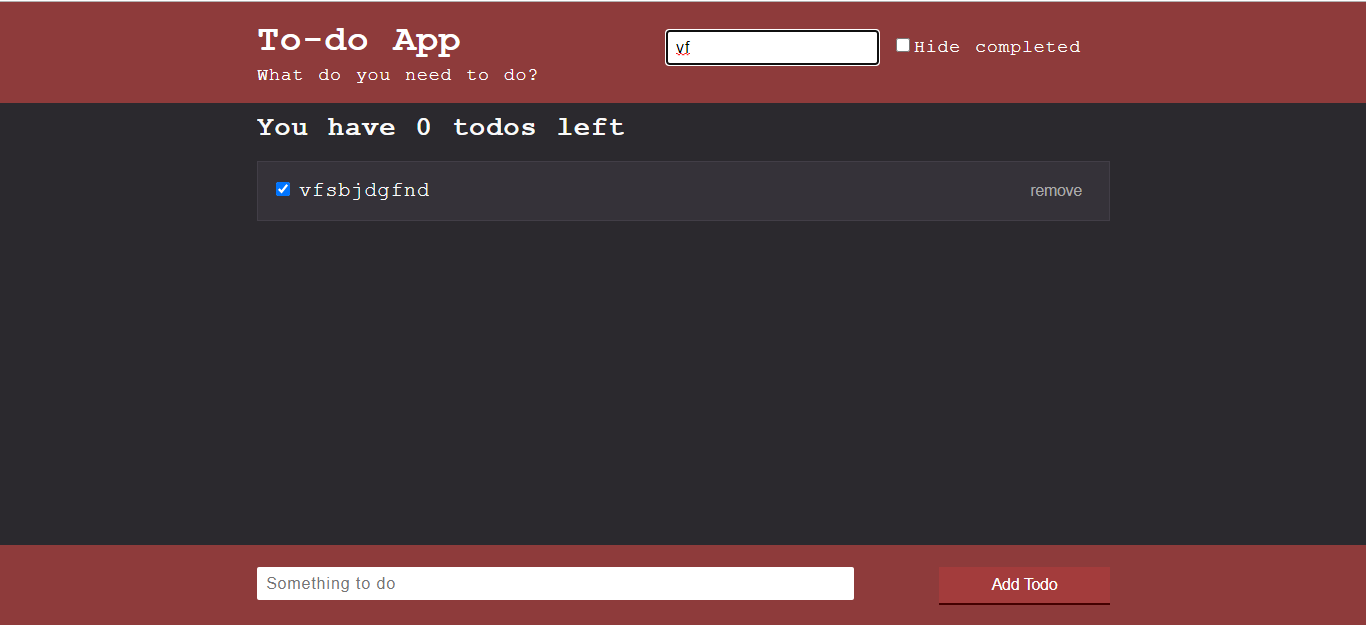 To-do App
What do you need to do?
vf
Hide completed
You have 0 todos left
vfsbjdgfnd
remove
Something to do
Add Todo